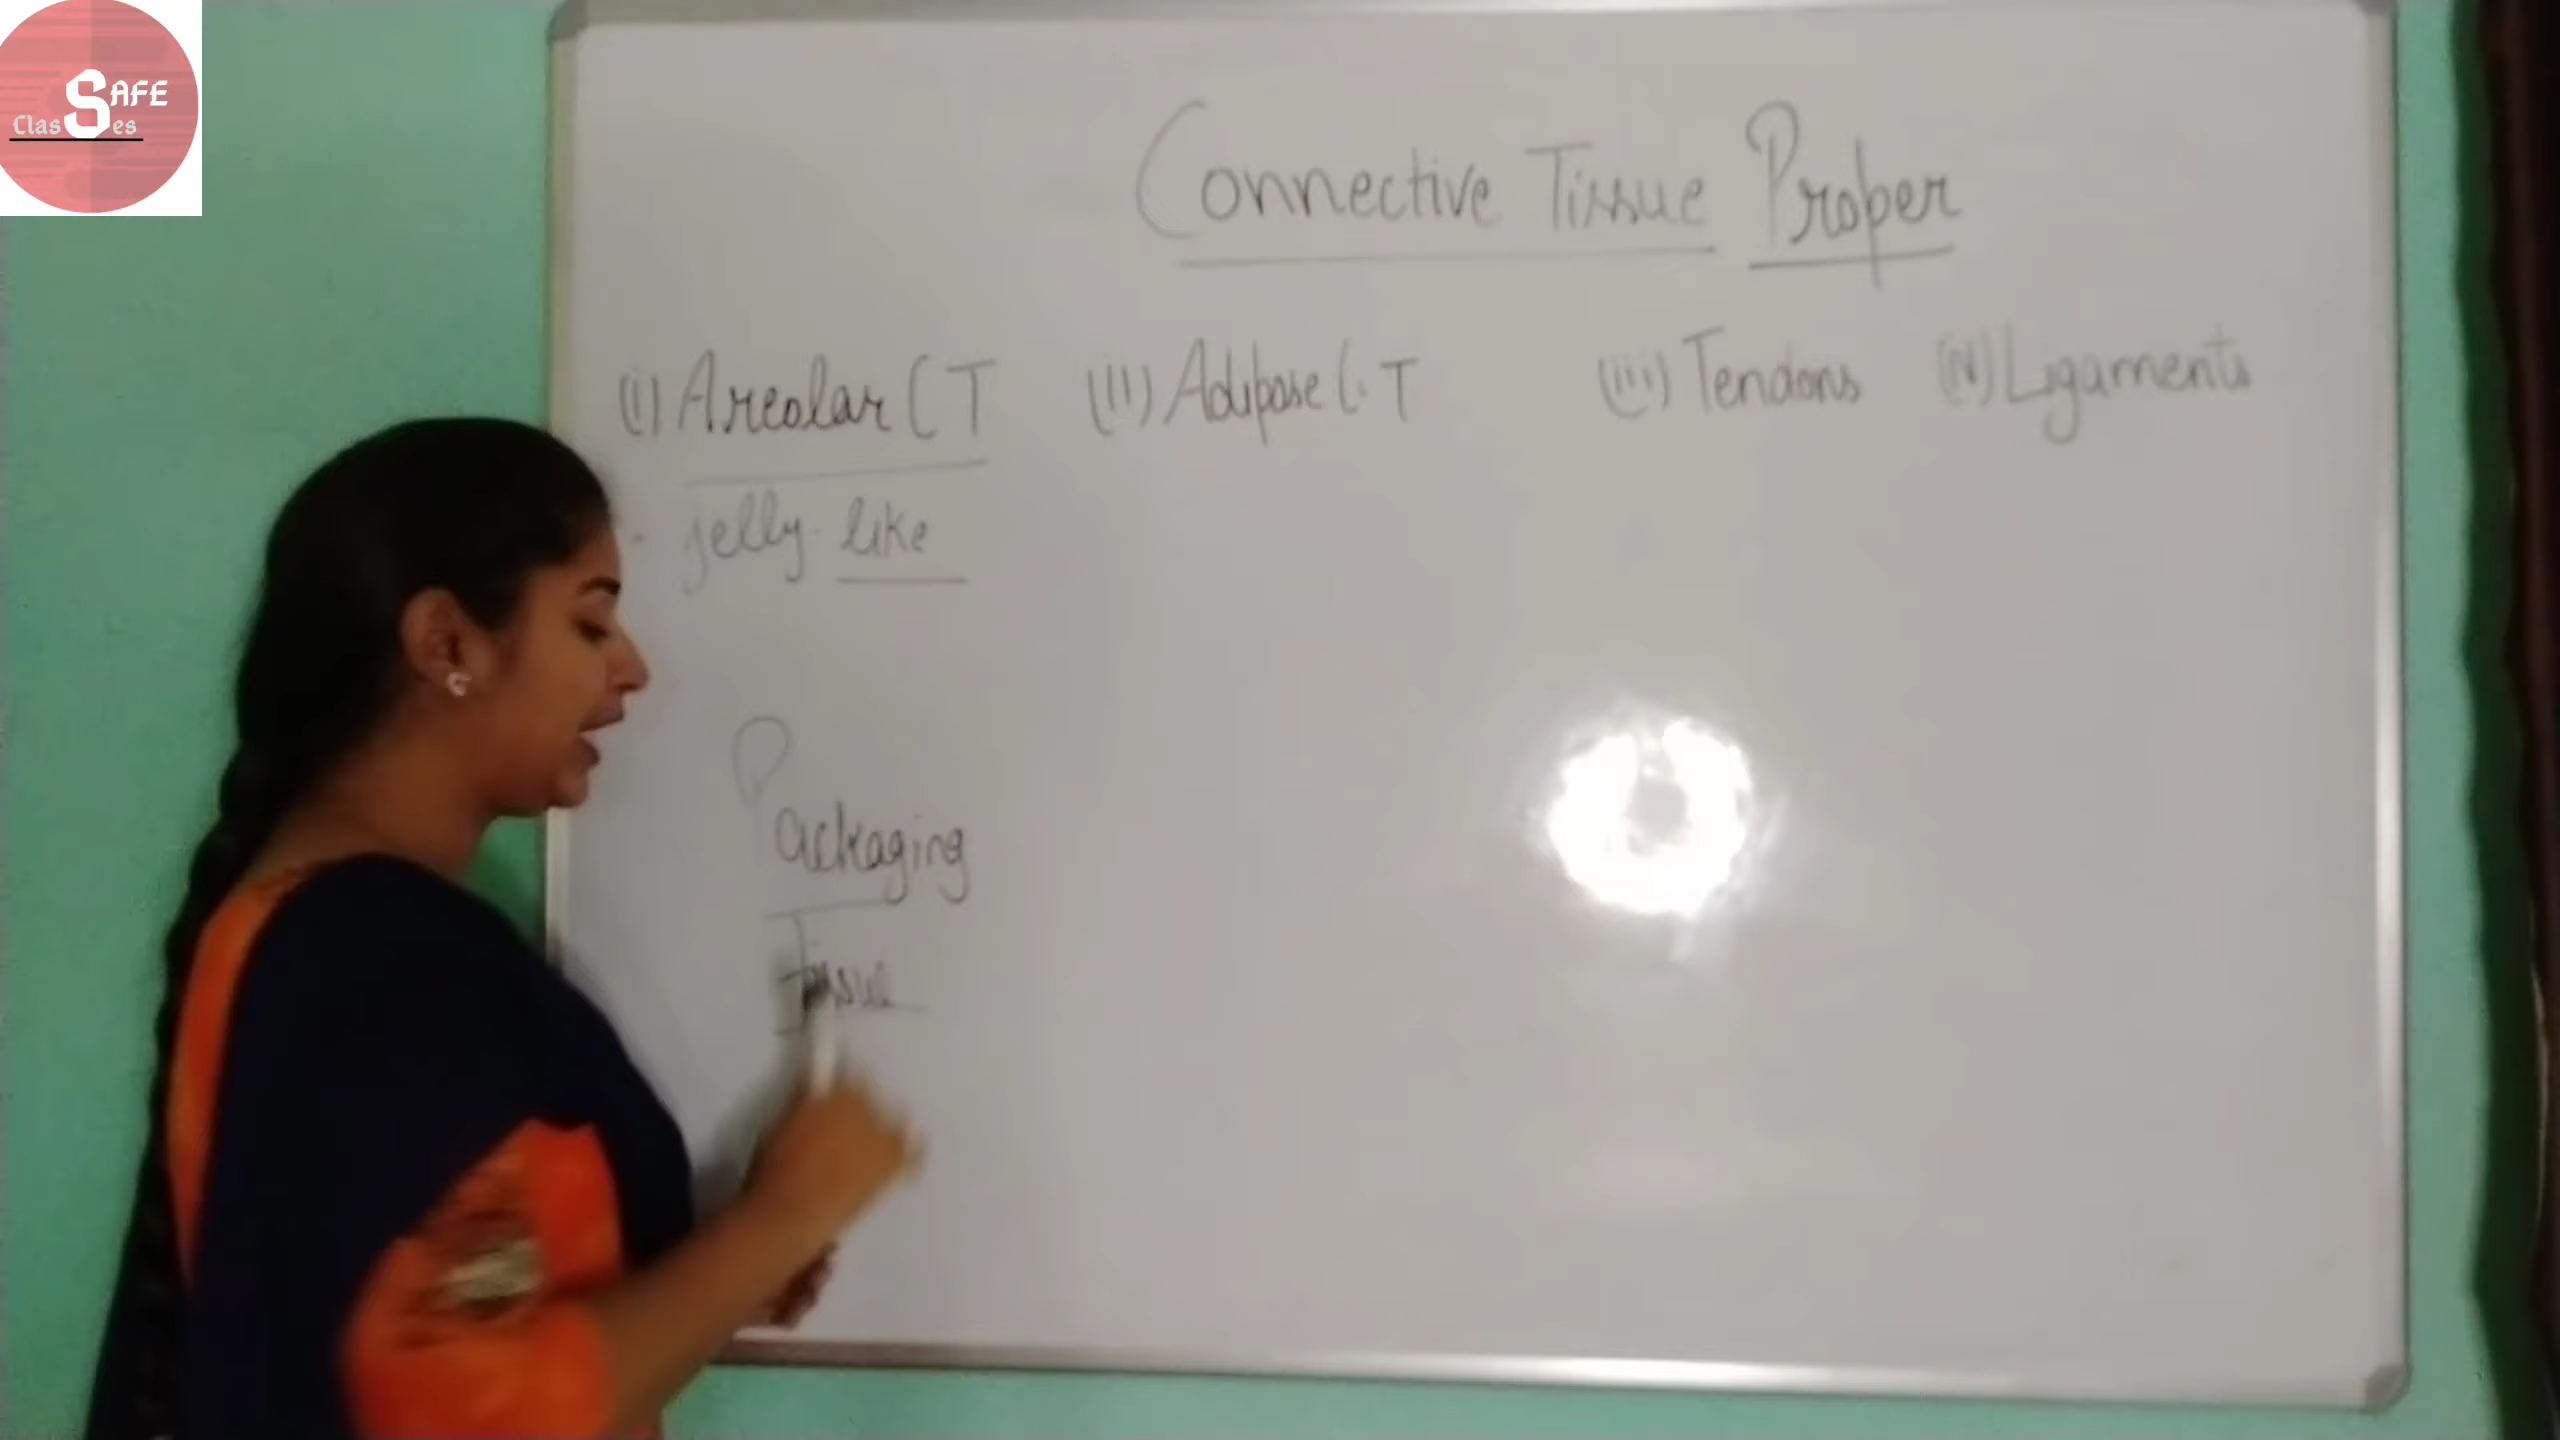 SAFE
Classes
Connective Tissue Proper
(i) Areolar C T (ii) Adipose C.T (iii) Tendons (iv) Ligaments
- jelly-like
Packaging
Tissue